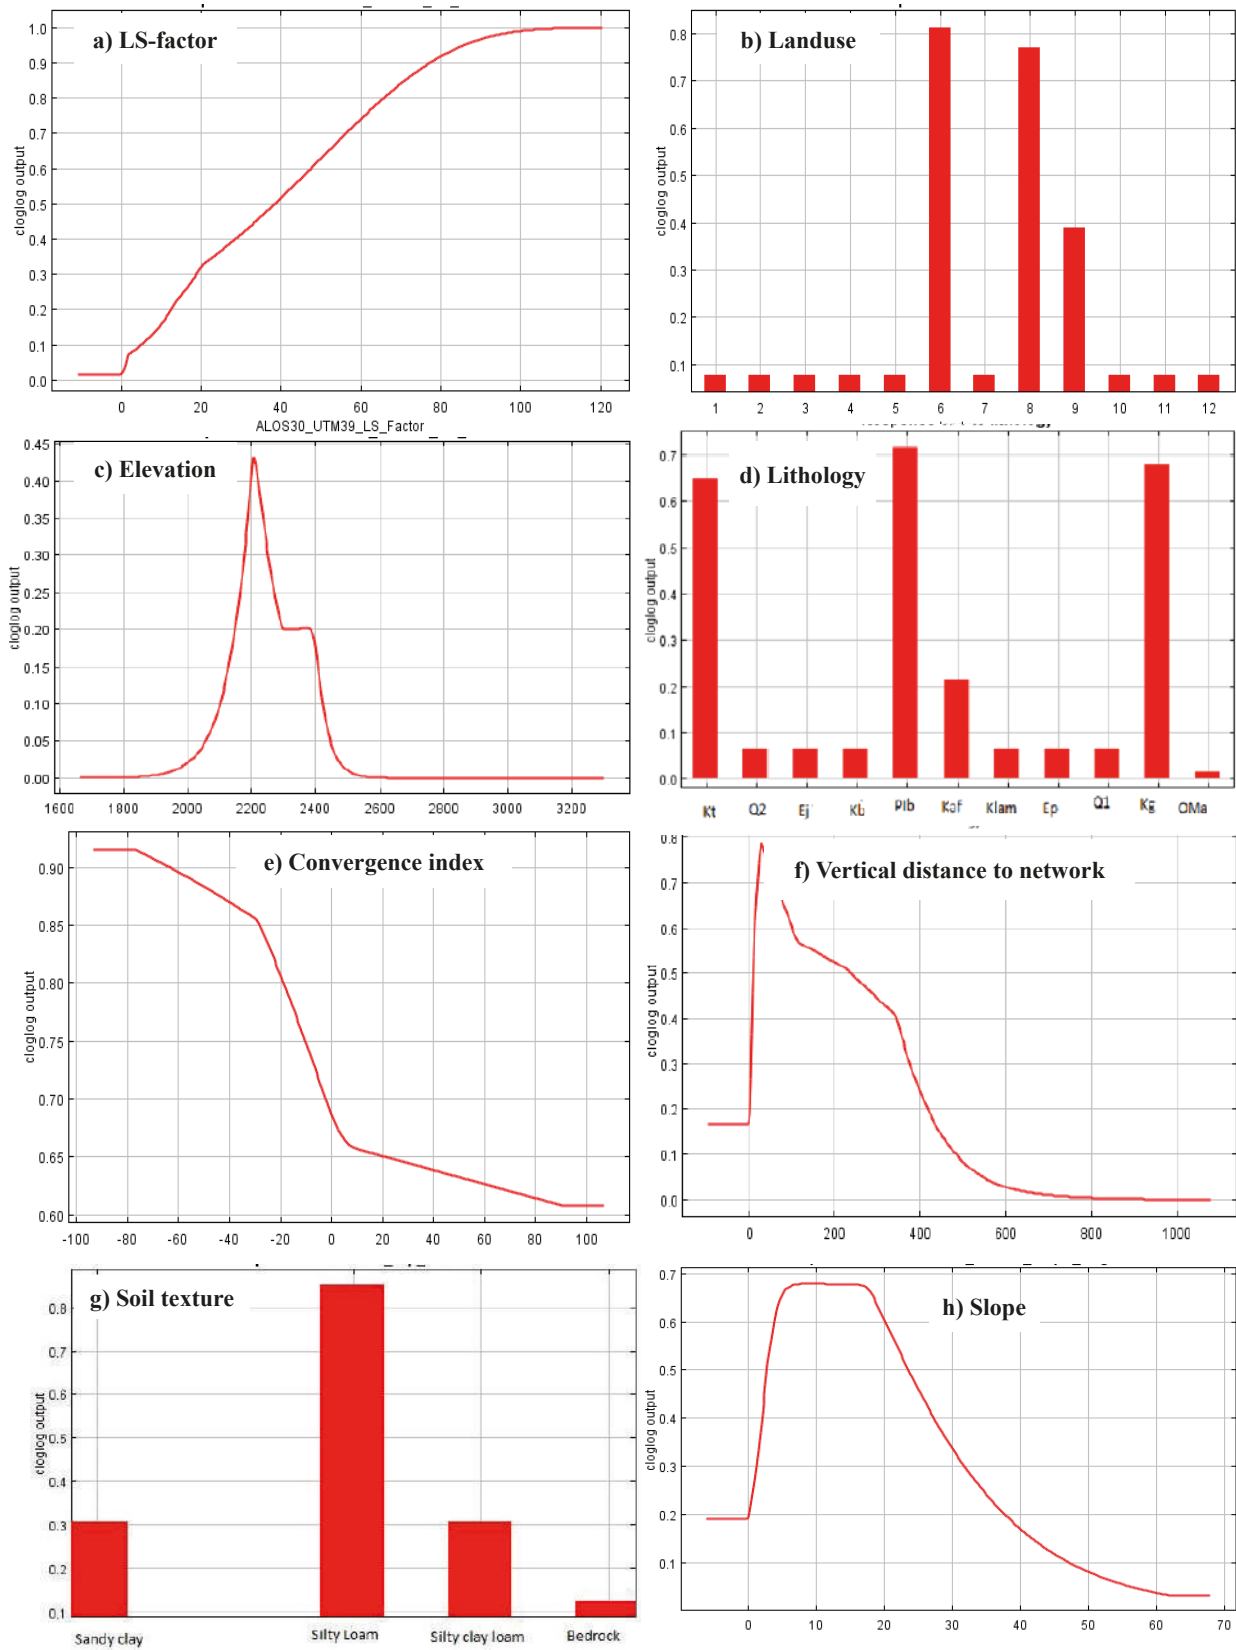 a) LS-factor
1.0
0.9
0.8
0.7
0.6
0.5
0.4
0.3
0.2
0.1
0.0
cloglog output
0 20 40 60 80 100 120
ALOS30_UTM39_LS_Factor
b) Landuse
0.8
0.7
0.6
0.5
0.4
0.3
0.2
0.1
cloglog output
1 2 3 4 5 6 7 8 9 10 11 12
c) Elevation
0.45
0.40
0.35
0.30
0.25
0.20
0.15
0.10
0.05
0.00
cloglog output
1600 1800 2000 2200 2400 2600 2800 3000 3200
d) Lithology
0.7
0.6
0.5
0.4
0.3
0.2
0.1
0.0
cloglog output
Kt Q2 Ej Kb Plb Kaf Klam Ep Q1 Kg OMa
e) Convergence index
0.90
0.85
0.80
0.75
0.70
0.65
0.60
cloglog output
-100 -80 -60 -40 -20 0 20 40 60 80 100
f) Vertical distance to network
0.8
0.7
0.6
0.5
0.4
0.3
0.2
0.1
0.0
cloglog output
0 200 400 600 800 1000
g) Soil texture
0.8
0.7
0.6
0.5
0.4
0.3
0.2
0.1
cloglog output
Sandy clay Silty Loam Silty clay loam Bedrock
h) Slope
0.7
0.6
0.5
0.4
0.3
0.2
0.1
cloglog output
0 10 20 30 40 50 60 70